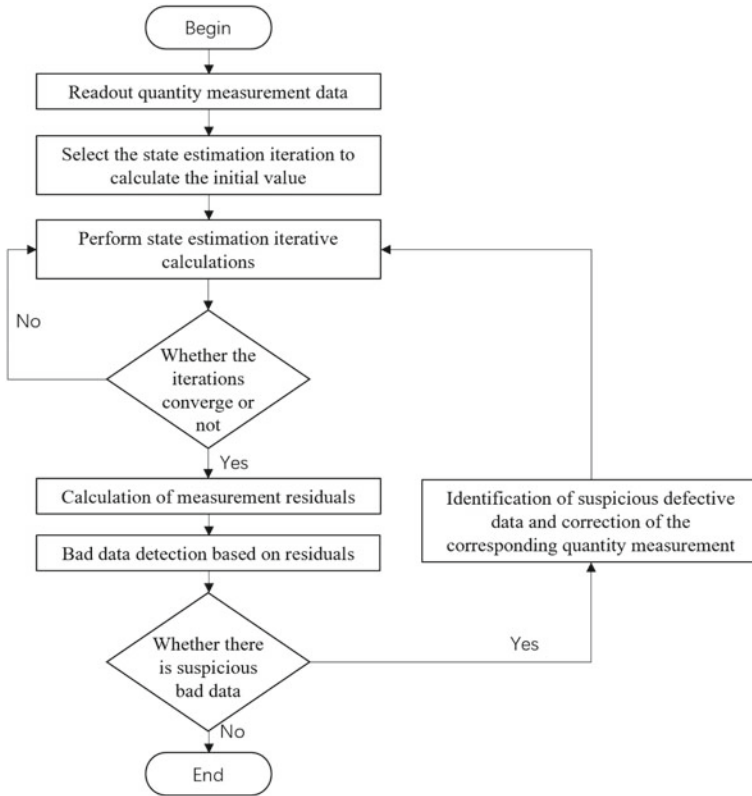 Begin
Readout quantity measurement data
Select the state estimation iteration to
calculate the initial value
Perform state estimation iterative
calculations
No
Whether the
iterations
converge or
not
Yes
Calculation of measurement residuals
Bad data detection based on residuals
Identification of suspicious defective
data and correction of the
corresponding quantity measurement
Whether there
is suspicious
bad data
Yes
No
End